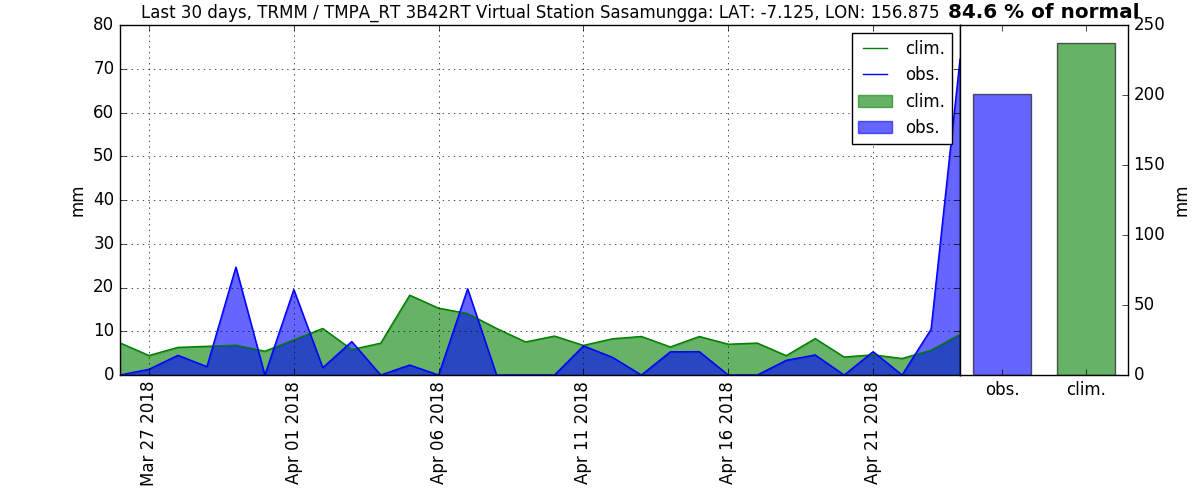 Last 30 days, TRMM / TMPA_RT 3B42RT Virtual Station Sasamungga: LAT: -7.125, LON: 156.875 84.6 % of normal
80
70
60
50
40
30
20
10
0
mm
clim.
obs.
clim.
obs.
250
200
150
100
50
0
mm
obs.
clim.
Mar 27 2018
Apr 01 2018
Apr 06 2018
Apr 11 2018
Apr 16 2018
Apr 21 2018